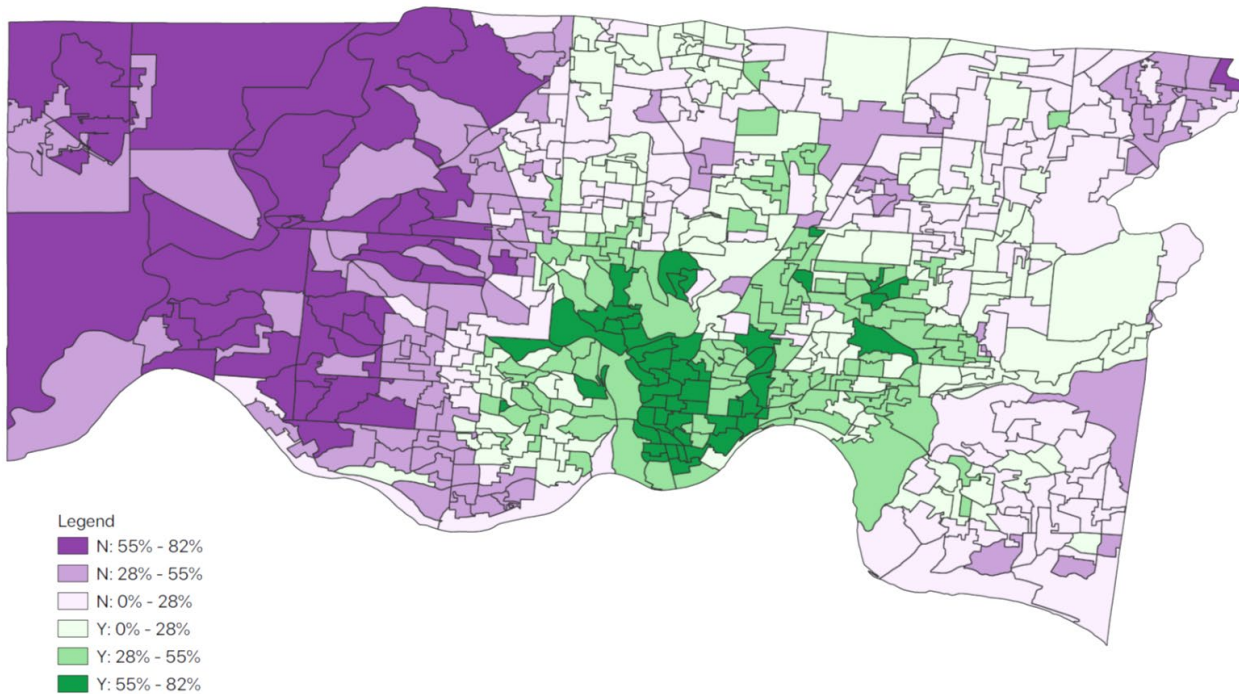 Legend
N: 55% - 82%
N: 28% - 55%
N: 0% - 28%
Y: 0% - 28%
Y: 28% - 55%
Y: 55% - 82%